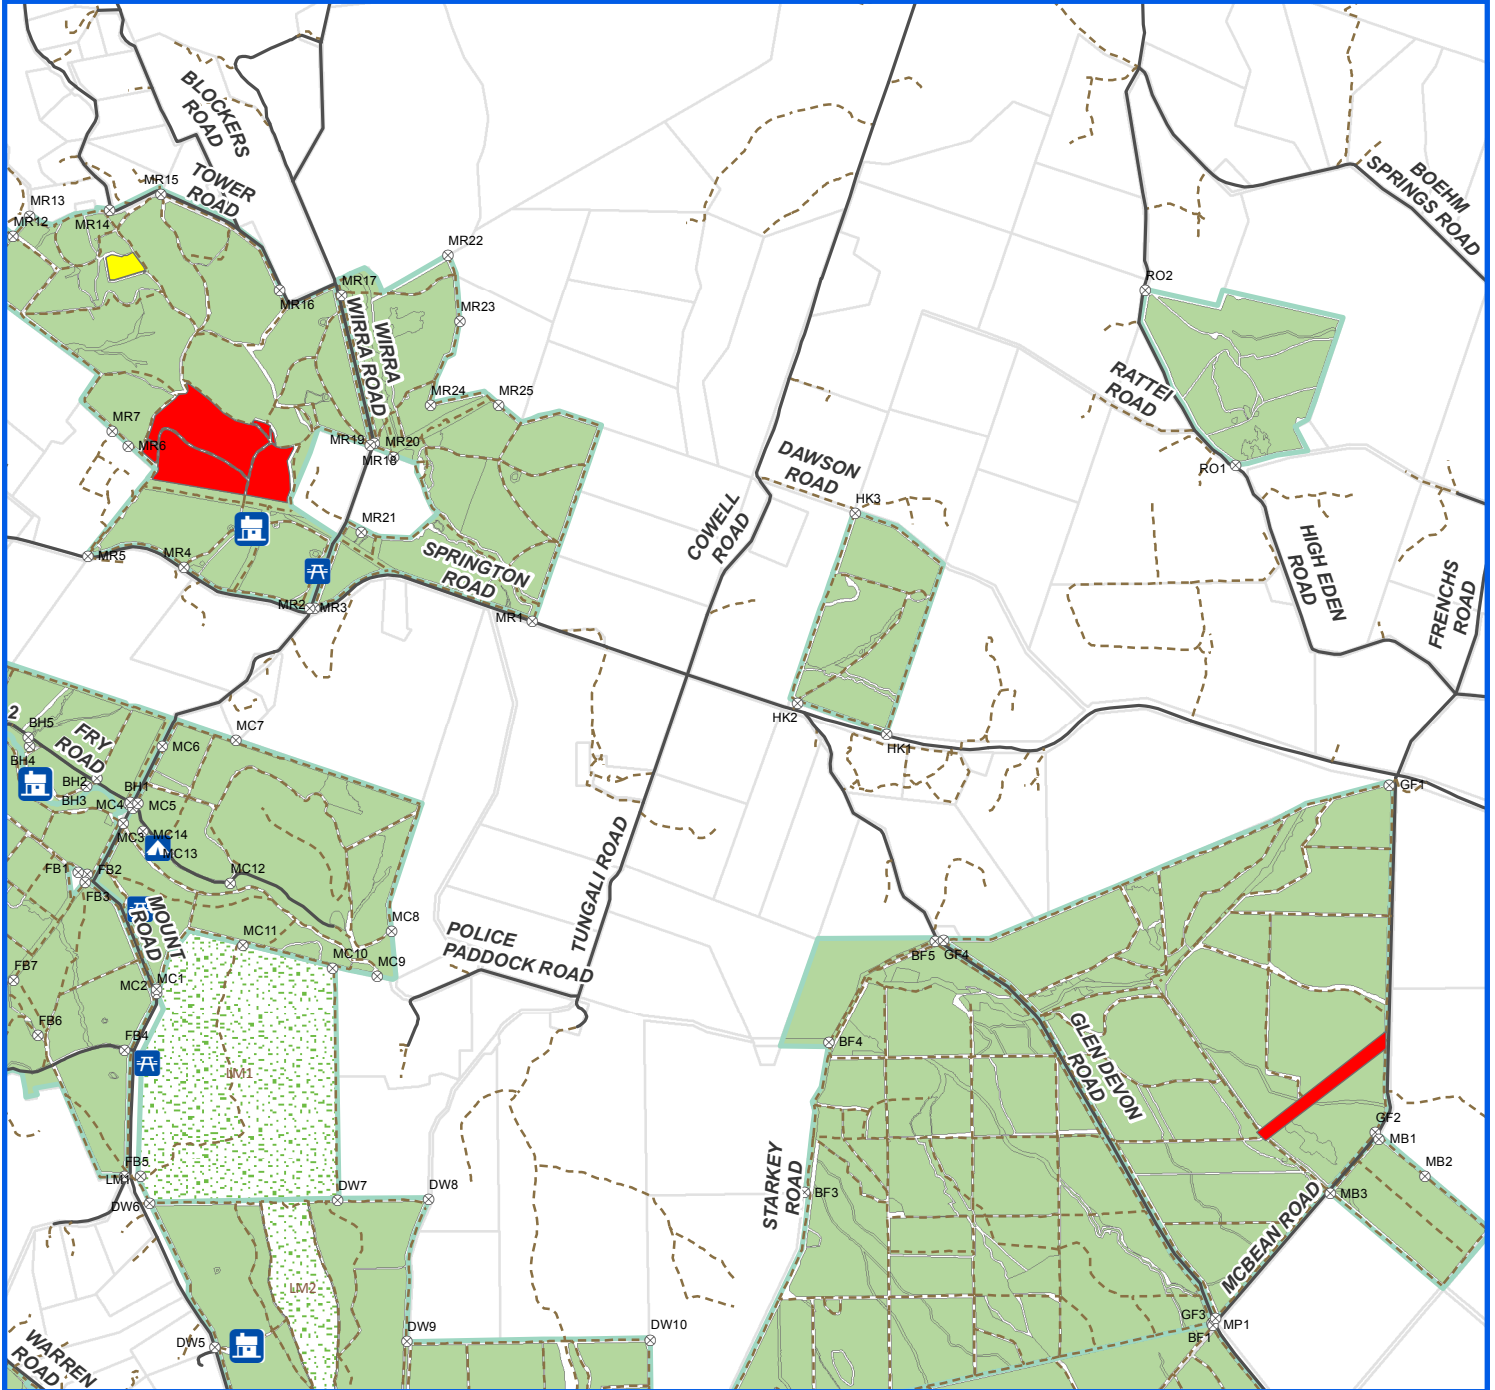 BLOCKERS
ROAD
TOWER
ROAD
MR15
MR13
MR14
MR12
MR22
MR17
MR16
MR23
WIRRA
WIRRA ROAD
MR24
MR25
MR7
MR6
MR19
MR20
MR18
MR21
MR5
MR4
MR2
MR3
MR1
SPRINGTON
ROAD
BOEHM
SPRINGS ROAD
RO2
RATTEI
ROAD
RO1
DAWSON
ROAD
HK3
COWELL
ROAD
HIGH EDEN
ROAD
FRENCHS
ROAD
HK2
HK1
GF1
2
BH5
FRY
ROAD
BH4
BH2
BH3
BH1
MC7
MC6
MC4
MC5
MC3
MC14
MC13
MC12
FB1
FB2
FB3
MOUNT
ROAD
MC8
MC11
MC10
MC9
MC1
MC2
FB7
FB6
FB4
FB5
POLICE
PADDOCK ROAD
TUNGALI ROAD
BF5
GF4
BF4
GLEN DEVON
ROAD
GF2
MB1
MB2
MB3
LM1
LM1
DW6
DW7
DW8
STARKEY
ROAD
BF3
MCBEAN ROAD
LM2
DW5
DW9
DW10
GF3
MP1
BF1
WARREN
ROAD